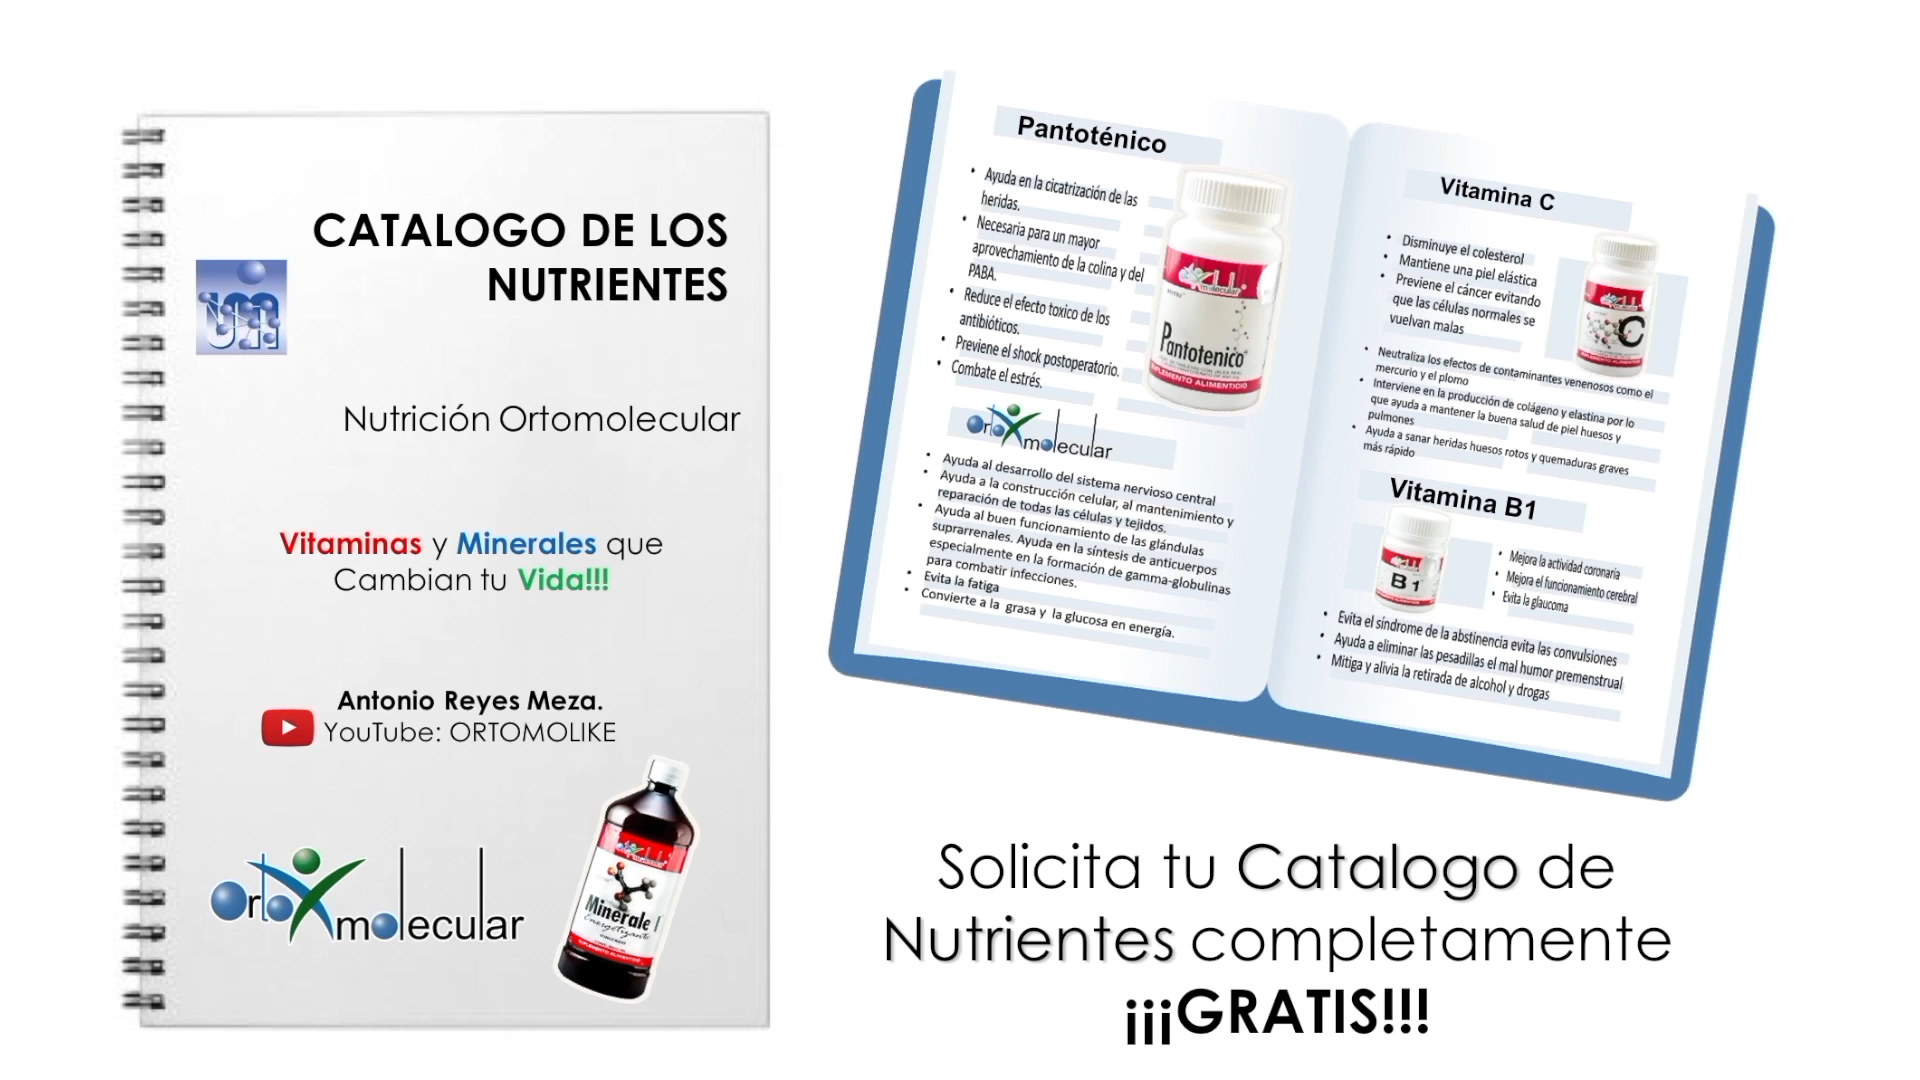 CATALOGO DE LOS
NUTRIENTES
Nutrición Ortomolecular
Vitaminas y Minerales que
Cambian tu Vida!!!
Antonio Reyes Meza.
YouTube: ORTOMOLIKE
Ortomolecular
Minerale
Energetizante
SUPLEMENTO ALIMENTICIO
Pantoténico
• Ayuda en la cicatrización de las
heridas.
• Necesaria para un mayor
aprovechamiento de la colina y del
PABA.
• Reduce el efecto toxico de los
antibióticos.
• Previene el shock postoperatorio.
• Combate el estrés.
molecular
Pantotenico
SUPLEMENTO ALIMENTICIO
Ortomolecular
• Ayuda al desarrollo del sistema nervioso central
• Ayuda a la construcción celular, al mantenimiento y
reparación de todas las células y tejidos.
• Ayuda al buen funcionamiento de las glándulas
suprarrenales. Ayuda en la síntesis de anticuerpos
especialmente en la formación de gamma-globulinas
para combatir infecciones.
• Evita la fatiga
• Convierte a la grasa y la glucosa en energía.
Vitamina C
• Disminuye el colesterol
• Mantiene una piel elástica
• Previene el cáncer evitando
que las células normales se
vuelvan malas
C
• Neutraliza los efectos de contaminantes venenosos como el
mercurio y el plomo
• Interviene en la producción de colágeno y elastina por lo
que ayuda a mantener la buena salud de piel huesos y
pulmones
• Ayuda a sanar heridas huesos rotos y quemaduras graves
más rápido
Vitamina B1
B1
• Mejora la actividad coronaria
• Mejora el funcionamiento cerebral
• Evita la glaucoma
• Evita el síndrome de la abstinencia evita las convulsiones
• Ayuda a eliminar las pesadillas el mal humor premenstrual
• Mitiga y alivia la retirada de alcohol y drogas
Solicita tu Catalogo de
Nutrientes completamente
¡¡¡GRATIS!!!